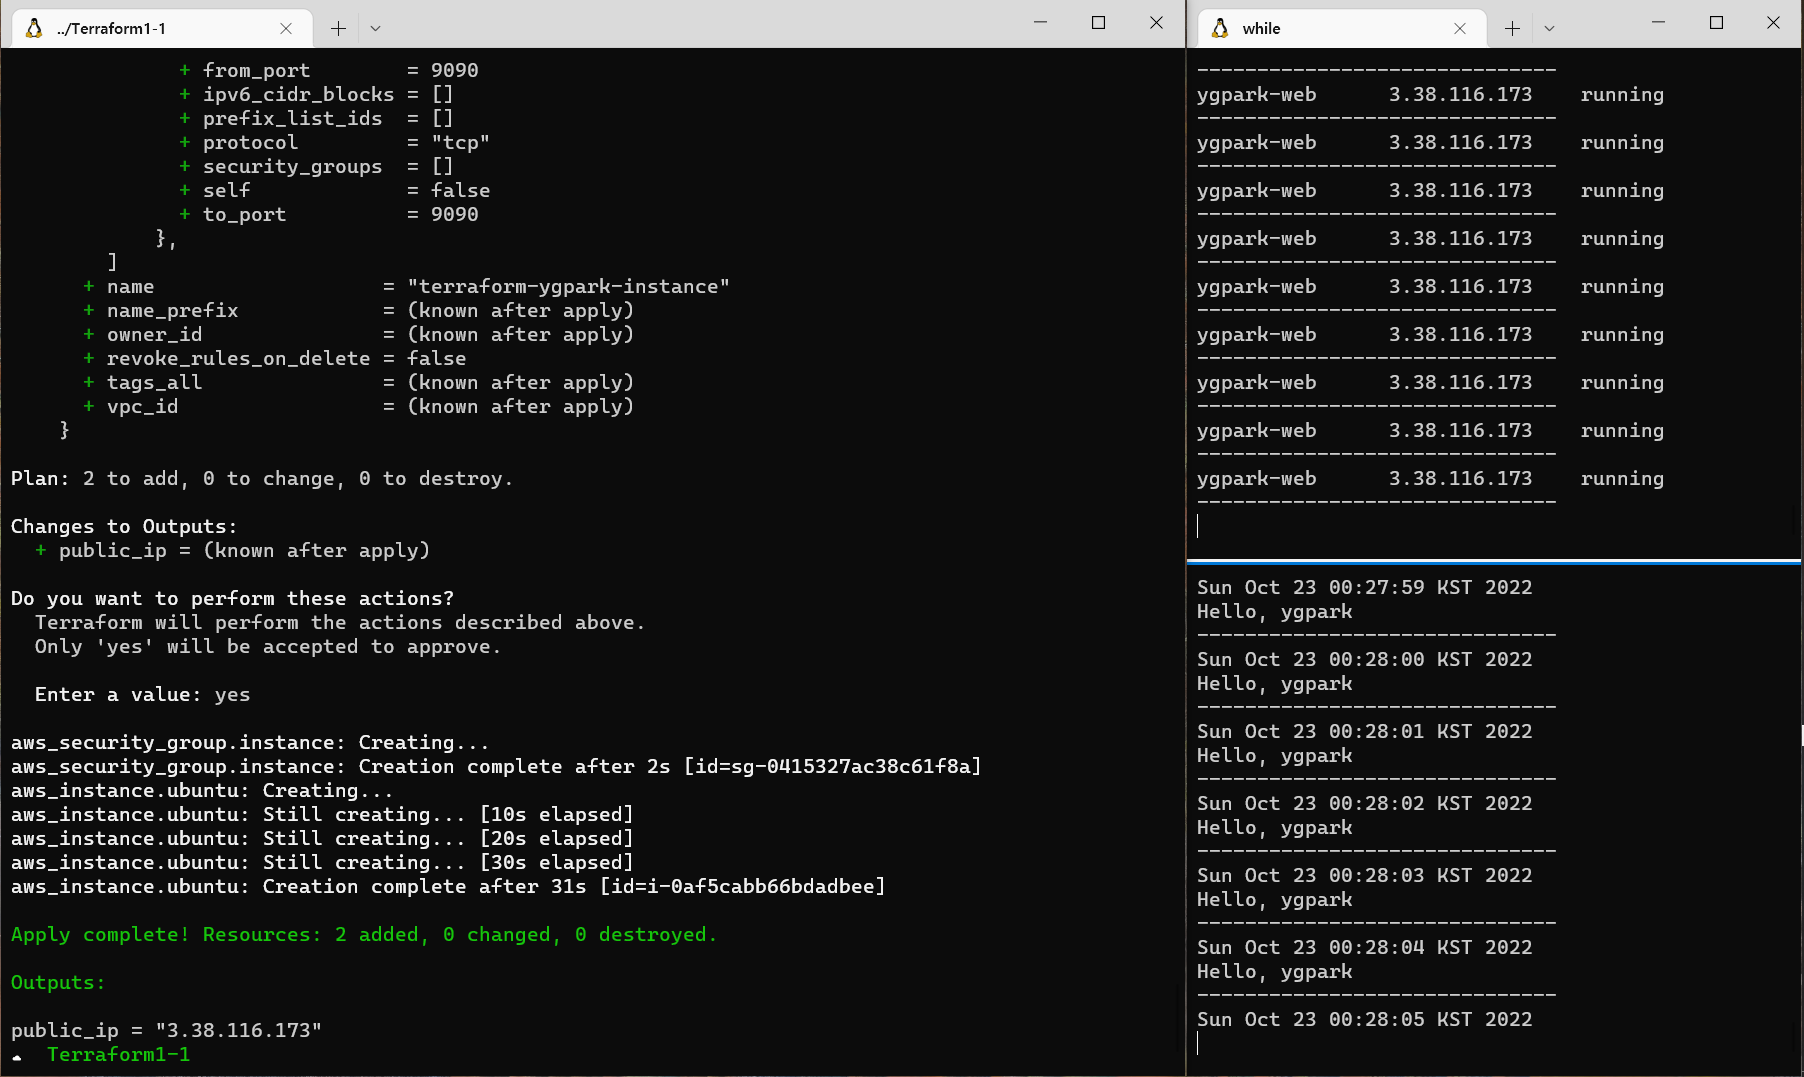 ../Terraform1-1
+ from_port        = 9090
+ ipv6_cidr_blocks = []
+ prefix_list_ids  = []
+ protocol         = "tcp"
+ security_groups  = []
+ self             = false
+ to_port          = 9090
},
]
+ name                   = "terraform-ygpark-instance"
+ name_prefix            = (known after apply)
+ owner_id               = (known after apply)
+ revoke_rules_on_delete = false
+ tags_all               = (known after apply)
+ vpc_id                 = (known after apply)
}
Plan: 2 to add, 0 to change, 0 to destroy.
Changes to Outputs:
+ public_ip = (known after apply)
Do you want to perform these actions?
Terraform will perform the actions described above.
Only 'yes' will be accepted to approve.
Enter a value: yes
aws_security_group.instance: Creating...
aws_security_group.instance: Creation complete after 2s [id=sg-0415327ac38c61f8a]
aws_instance.ubuntu: Creating...
aws_instance.ubuntu: Still creating... [10s elapsed]
aws_instance.ubuntu: Still creating... [20s elapsed]
aws_instance.ubuntu: Still creating... [30s elapsed]
aws_instance.ubuntu: Creation complete after 31s [id=i-0af5cabb66bdadbee]
Apply complete! Resources: 2 added, 0 changed, 0 destroyed.
Outputs:
public_ip = "3.38.116.173"
Terraform1-1
while
------------------------------
ygpark-web      3.38.116.173    running
------------------------------
ygpark-web      3.38.116.173    running
------------------------------
ygpark-web      3.38.116.173    running
------------------------------
ygpark-web      3.38.116.173    running
------------------------------
ygpark-web      3.38.116.173    running
------------------------------
ygpark-web      3.38.116.173    running
------------------------------
ygpark-web      3.38.116.173    running
------------------------------
ygpark-web      3.38.116.173    running
------------------------------
ygpark-web      3.38.116.173    running
------------------------------
Sun Oct 23 00:27:59 KST 2022
Hello, ygpark
------------------------------
Sun Oct 23 00:28:00 KST 2022
Hello, ygpark
------------------------------
Sun Oct 23 00:28:01 KST 2022
Hello, ygpark
------------------------------
Sun Oct 23 00:28:02 KST 2022
Hello, ygpark
------------------------------
Sun Oct 23 00:28:03 KST 2022
Hello, ygpark
------------------------------
Sun Oct 23 00:28:04 KST 2022
Hello, ygpark
------------------------------
Sun Oct 23 00:28:05 KST 2022